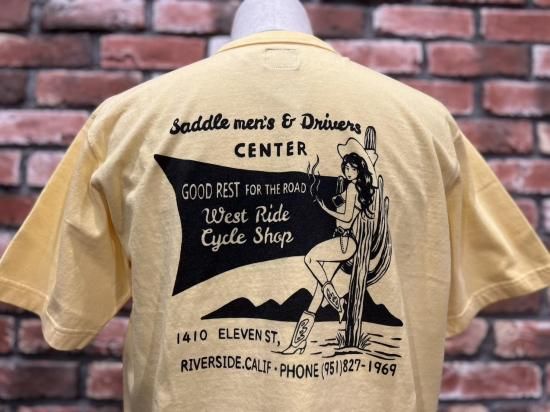 Saddle men's & Drivers
CENTER
GOOD REST FOR THE ROAD
West Ride
Cycle Shop
1410 ELEVEN ST,
RIVERSIDE.CALIF · PHONE (951)827-1969